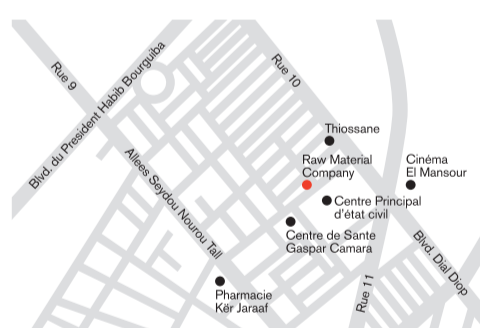 Rue 9
Blvd. du President Habib Bourguiba
Rue 10
Thiossane
Allees Seydou Nourou Tall
Raw Material
Company
Cinéma
El Mansour
Centre Principal
d'état civil
Centre de Sante
Gaspar Camara
Blvd. Dial Diop
Rue 11
Pharmacie
Kër Jaraaf